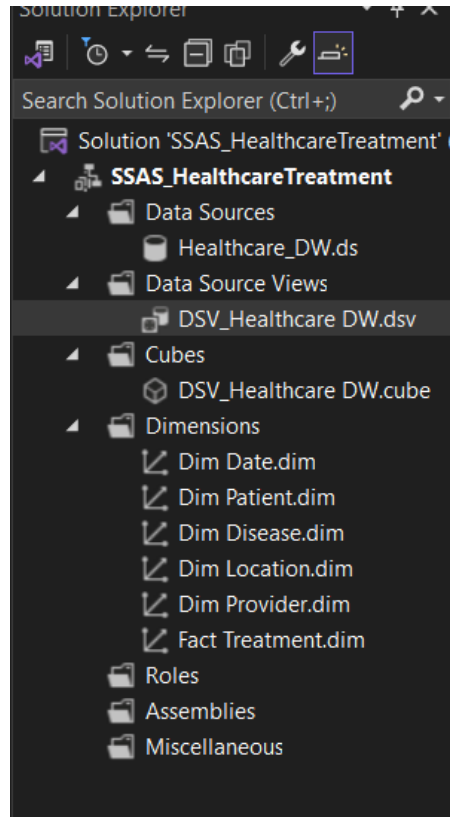 Solution Explorer
Search Solution Explorer (Ctrl+;)
Solution 'SSAS_HealthcareTreatment' (
SSAS_HealthcareTreatment
Data Sources
Healthcare_DW.ds
Data Source Views
DSV_Healthcare DW.dsv
Cubes
DSV_Healthcare DW.cube
Dimensions
Dim Date.dim
Dim Patient.dim
Dim Disease.dim
Dim Location.dim
Dim Provider.dim
Fact Treatment.dim
Roles
Assemblies
Miscellaneous